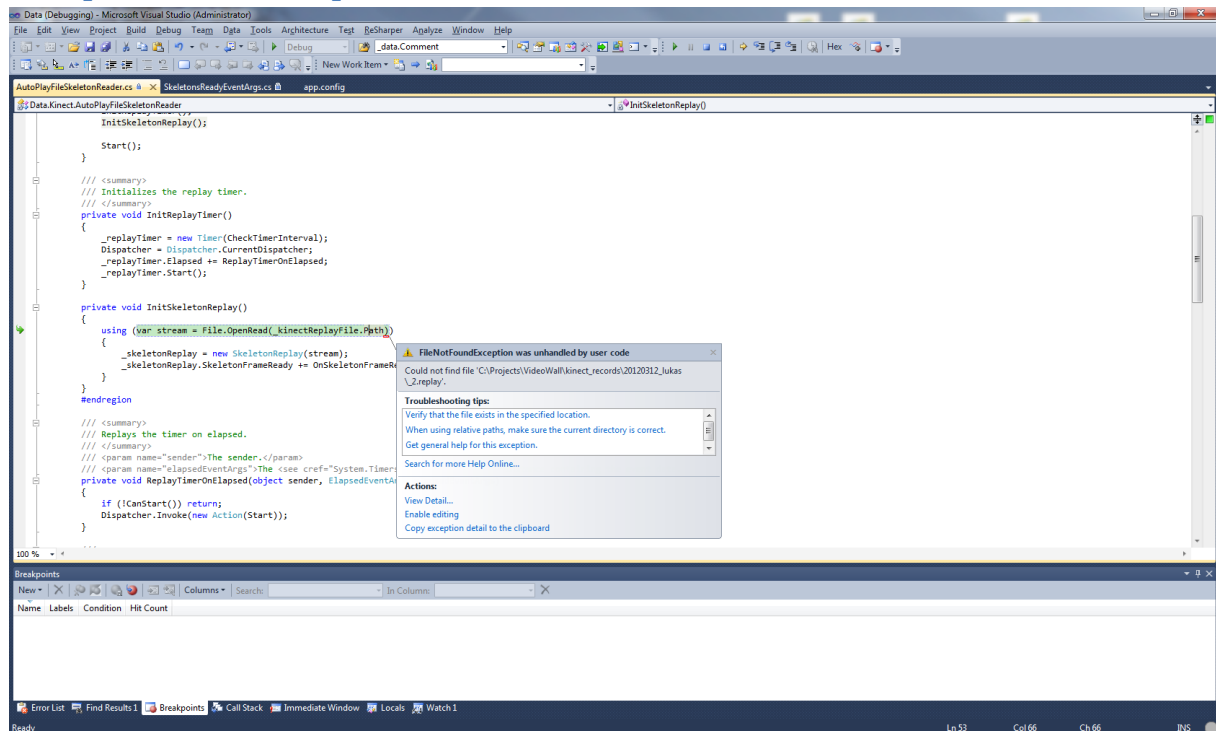 Data (Debugging) - Microsoft Visual Studio (Administrator)
File Edit View Project Build Debug Team Data Tools Architecture Test ReSharper Analyze Window Help
Debug _data.Comment Hex
New Work Item
AutoPlayFileSkeletonReader.cs SkeletonsReadyEventArgs.cs app.config
Data.Kinect.AutoPlayFileSkeletonReader InitSkeletonReplay()
InitSkeletonReplay();
Start();
}
/// <summary>
/// Initializes the replay timer.
/// </summary>
private void InitReplayTimer()
{
_replayTimer = new Timer(CheckTimerInterval);
Dispatcher = Dispatcher.CurrentDispatcher;
_replayTimer.Elapsed += ReplayTimerOnElapsed;
_replayTimer.Start();
}
private void InitSkeletonReplay()
{
using (var stream = File.OpenRead(_kinectReplayFile.Path))
{
_skeletonReplay = new SkeletonReplay(stream);
_skeletonReplay.SkeletonFrameReady += OnSkeletonFrameRe
}
}
#endregion
/// <summary>
/// Replays the timer on elapsed.
/// </summary>
/// <param name="sender">The sender.</param>
/// <param name="elapsedEventArgs">The <see cref="System.Timers
private void ReplayTimerOnElapsed(object sender, ElapsedEventAr
{
if (!CanStart()) return;
Dispatcher.Invoke(new Action(Start));
}
FileNotFoundException was unhandled by user code
Could not find file 'C:\Projects\VideoWall\kinect_records\20120312_lukas
\_2.replay'.
Troubleshooting tips:
Verify that the file exists in the specified location.
When using relative paths, make sure the current directory is correct.
Get general help for this exception.
Search for more Help Online...
Actions:
View Detail...
Enable editing
Copy exception detail to the clipboard
100 %
Breakpoints
New Columns Search: In Column:
Name Labels Condition Hit Count
Error List Find Results 1 Breakpoints Call Stack Immediate Window Locals Watch 1
Ready Ln 53 Col 66 Ch 66 INS